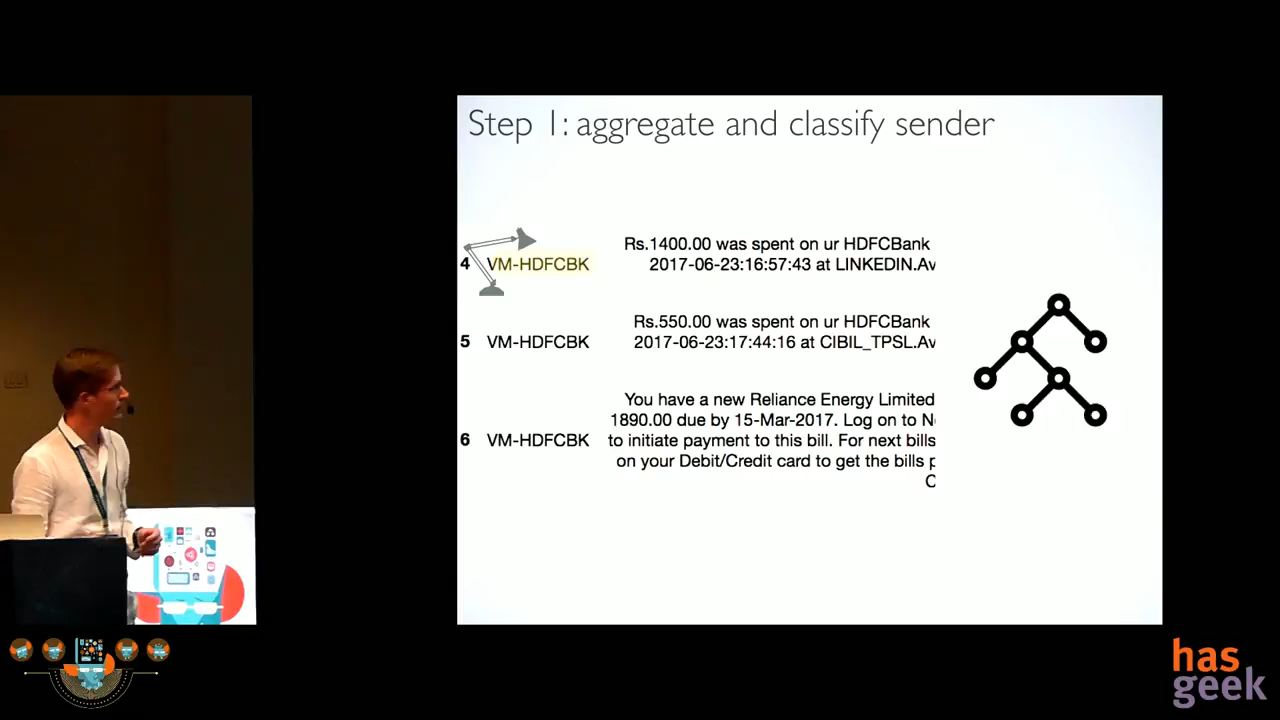 Step 1: aggregate and classify sender
4 VM-HDFCBK Rs.1400.00 was spent on ur HDFCBank
2017-06-23:16:57:43 at LINKEDIN.Av
5 VM-HDFCBK Rs.550.00 was spent on ur HDFCBank
2017-06-23:17:44:16 at CIBIL_TPSL.Av
6 VM-HDFCBK You have a new Reliance Energy Limited
1890.00 due by 15-Mar-2017. Log on to N
to initiate payment to this bill. For next bills
on your Debit/Credit card to get the bills p
C
has
geek